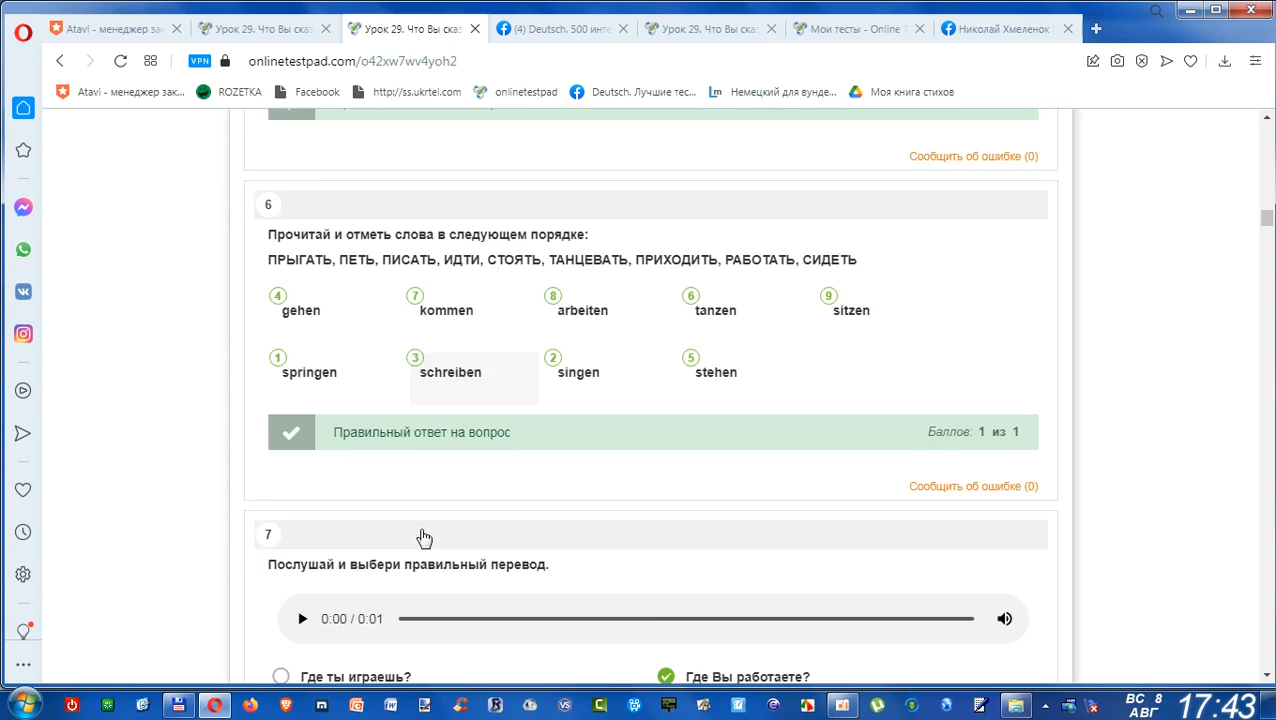 Atavi - менеджер зак
Урок 29. Что Вы сказ
Урок 29. Что Вы сказ
(4) Deutsch. 500 инте
Урок 29. Что Вы сказ
Мои тесты - Online T
Николай Хмеленок |
VPN
onlinetestpad.com/o42xw7wv4yoh2
Atavi - менеджер зак...
ROZETKA
Facebook
http://ss.ukrtel.com
onlinetestpad
Deutsch. Лучшие тес...
Lm Немецкий для вунде...
Моя книга стихов
Сообщить об ошибке (0)
6
Прочитай и отметь слова в следующем порядке:
ПРЫГАТЬ, ПЕТЬ, ПИСАТЬ, ИДТИ, СТОЯТЬ, ТАНЦЕВАТЬ, ПРИХОДИТЬ, РАБОТАТЬ, СИДЕТЬ
4 7 8 6 9
gehen kommen arbeiten tanzen sitzen
1 3 2 5
springen schreiben singen stehen
Правильный ответ на вопрос Баллов: 1 из 1
Сообщить об ошибке (0)
7
Послушай и выбери правильный перевод.
0:00 / 0:01
Где ты играешь? Где Вы работаете?
ВС 8
АВГ
17:43